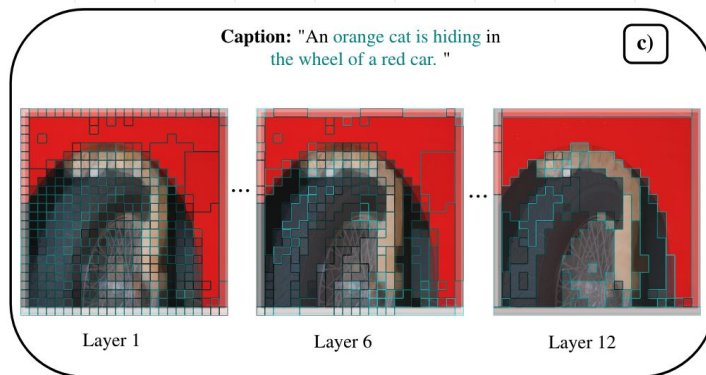 Caption: "An orange cat is hiding in
the wheel of a red car. "
c)
... ...
Layer 1 Layer 6 Layer 12